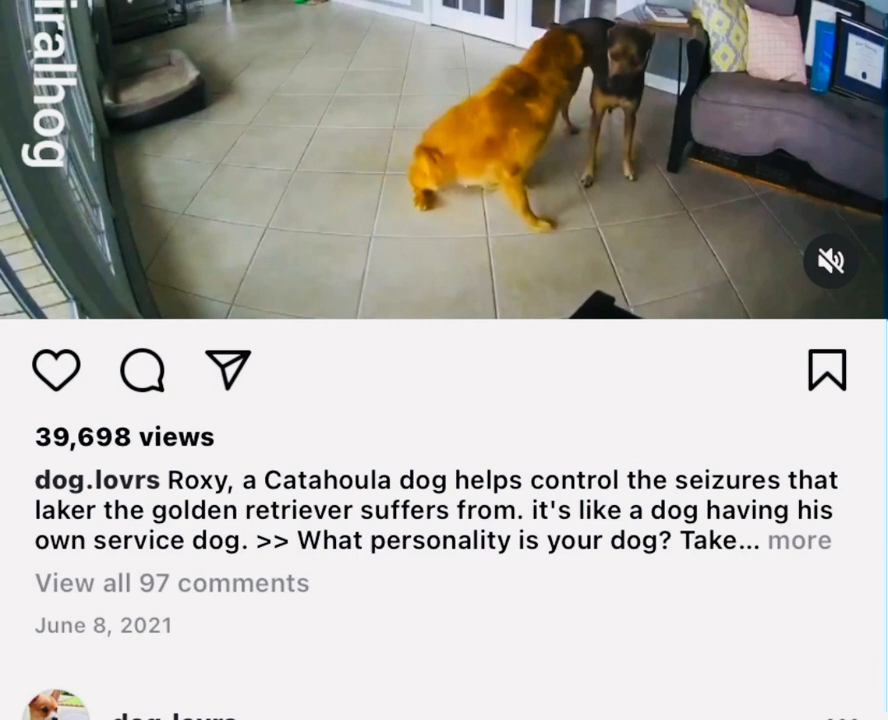 iralhog
39,698 views
dog.lovrs Roxy, a Catahoula dog helps control the seizures that
laker the golden retriever suffers from. it's like a dog having his
own service dog. >> What personality is your dog? Take... more
View all 97 comments
June 8, 2021
dog.lovrs